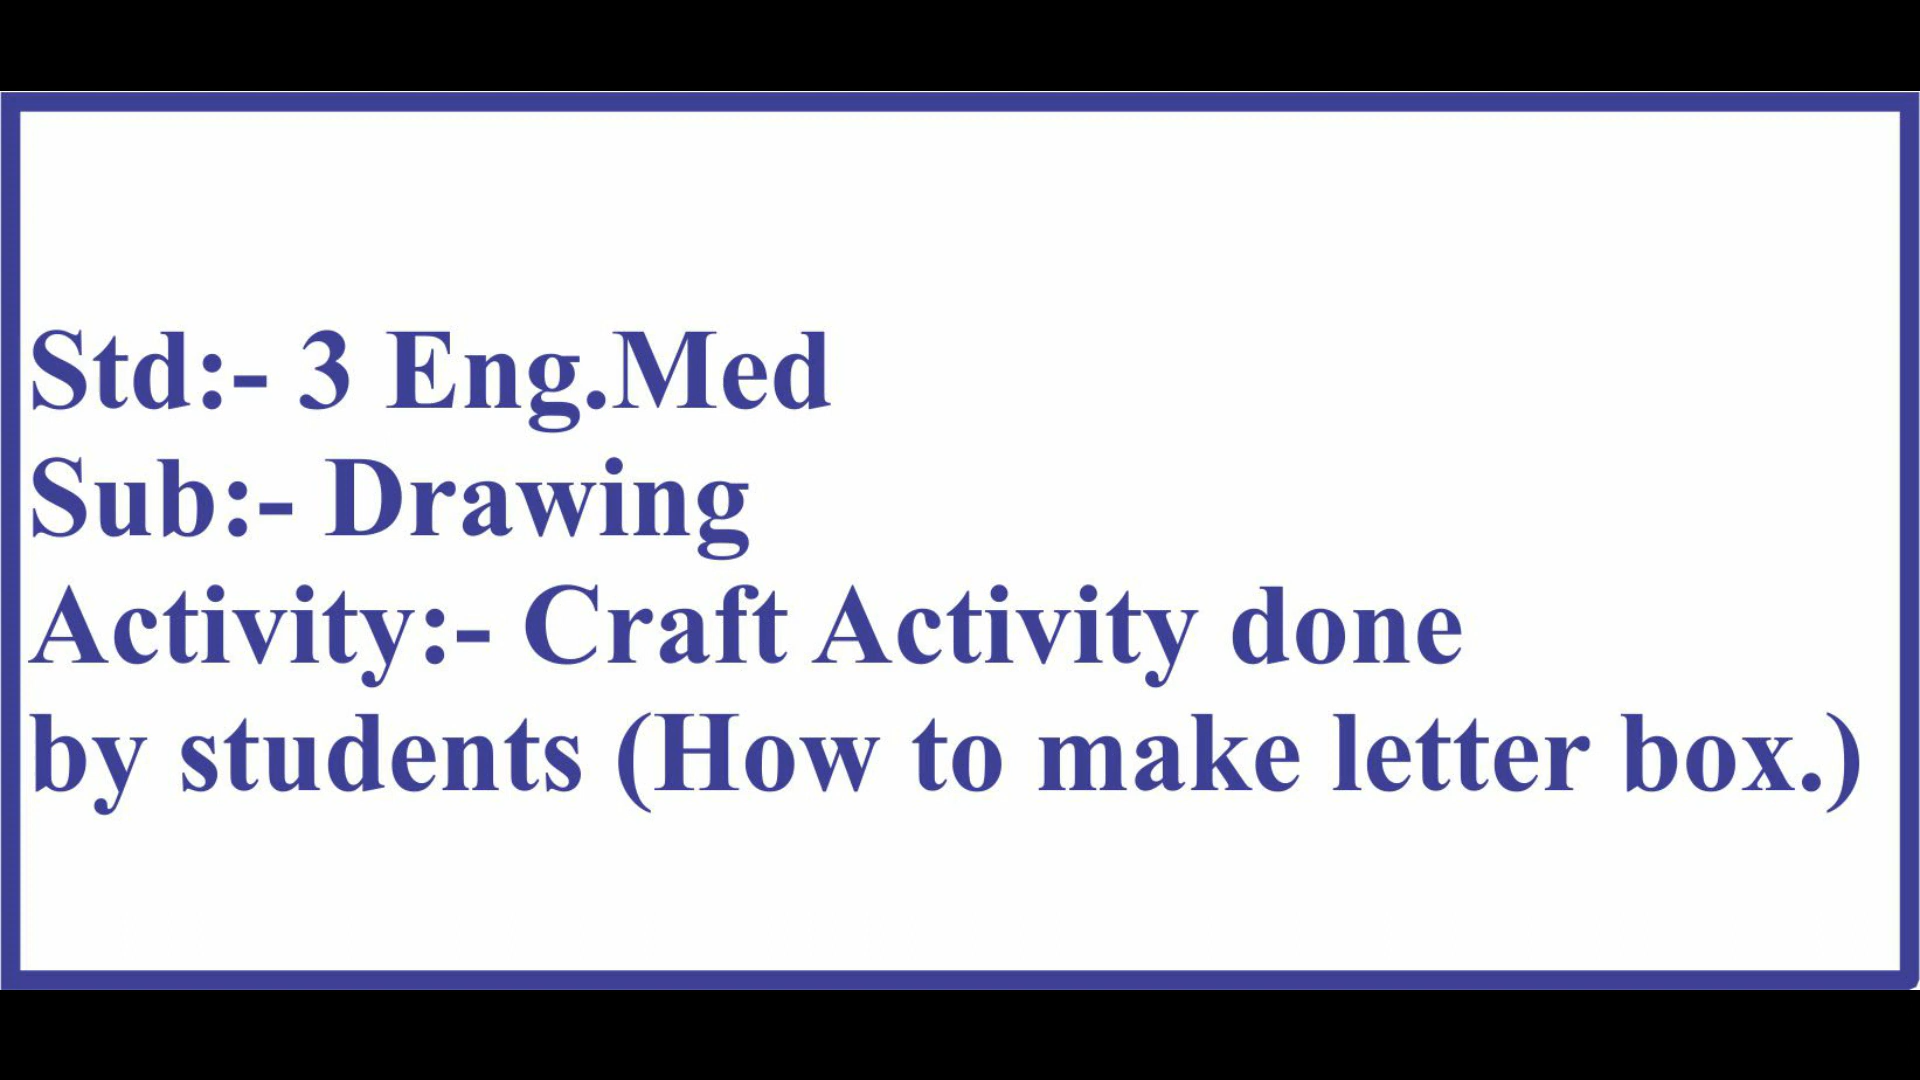 Std:- 3 Eng.Med
Sub:- Drawing
Activity:- Craft Activity done
by students (How to make letter box.)